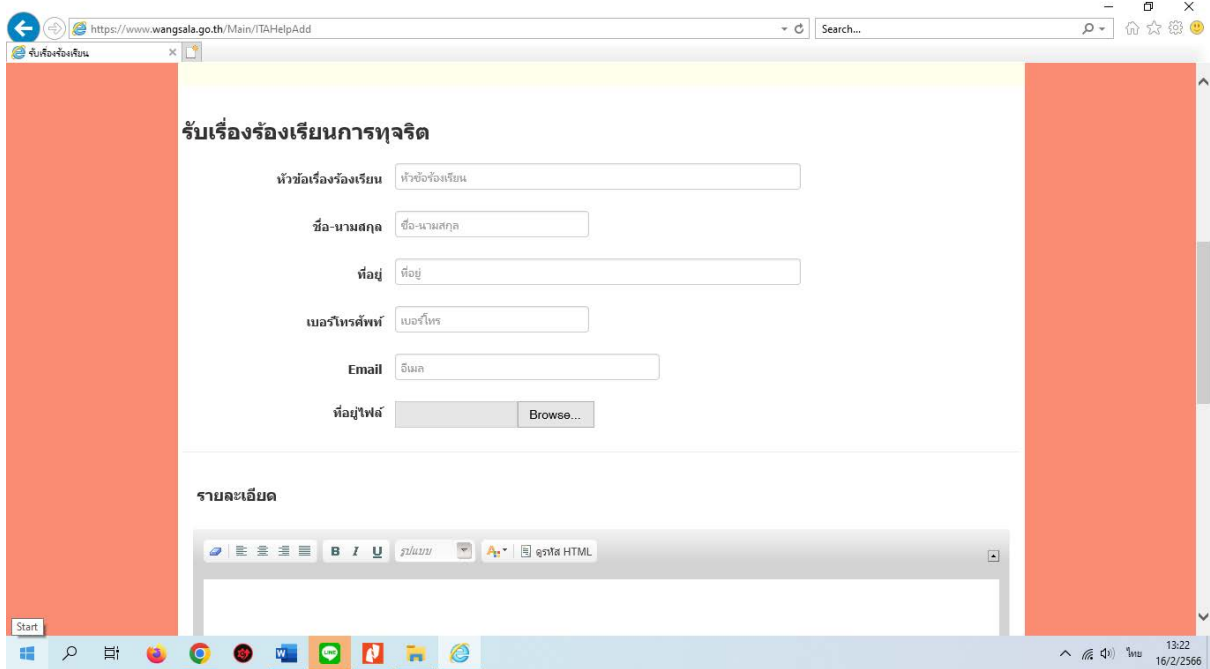 https://www.wangsala.go.th/Main/ITAHelpAdd
Search...
รับเรื่องร้องเรียน
รับเรื่องร้องเรียนการทุจริต
หัวข้อเรื่องร้องเรียน หัวข้อร้องเรียน
ชื่อ-นามสกุล ชื่อ-นามสกุล
ที่อยู่ ที่อยู่
เบอร์โทรศัพท์ เบอร์โทร
Email อีเมล
ที่อยู่ไฟล์ Browse...
รายละเอียด
B I U รูปแบบ A ดูรหัส HTML
Start
W LINE
ไทย
13:22
16/2/2566